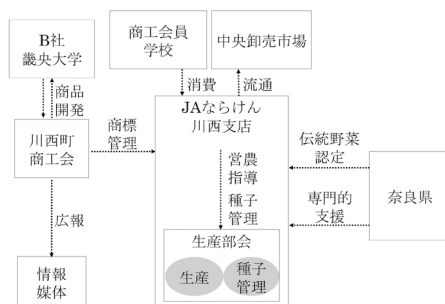 B社
畿央大学
商工会員
学校
中央卸売市場
商品
開発
消費
流通
川西町
商工会
商標
管理
JAならけん
川西支店
営農
指導
種子
管理
伝統野菜
認定
専門的
支援
奈良県
広報
情報
媒体
生産部会
生産
種子
管理